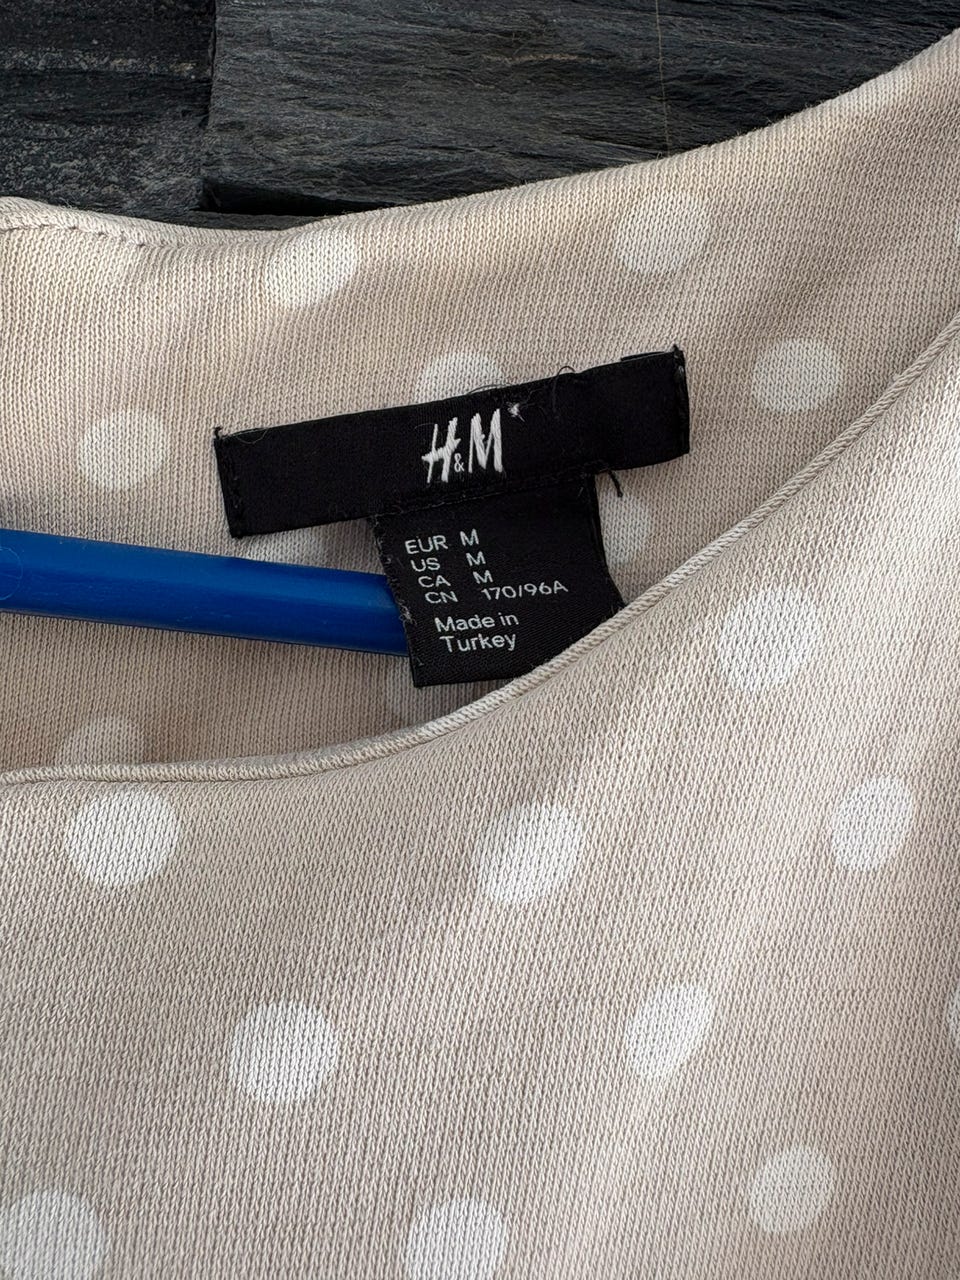 H&M
EUR M
US M
CA M
CN 170/96A
Made in
Turkey